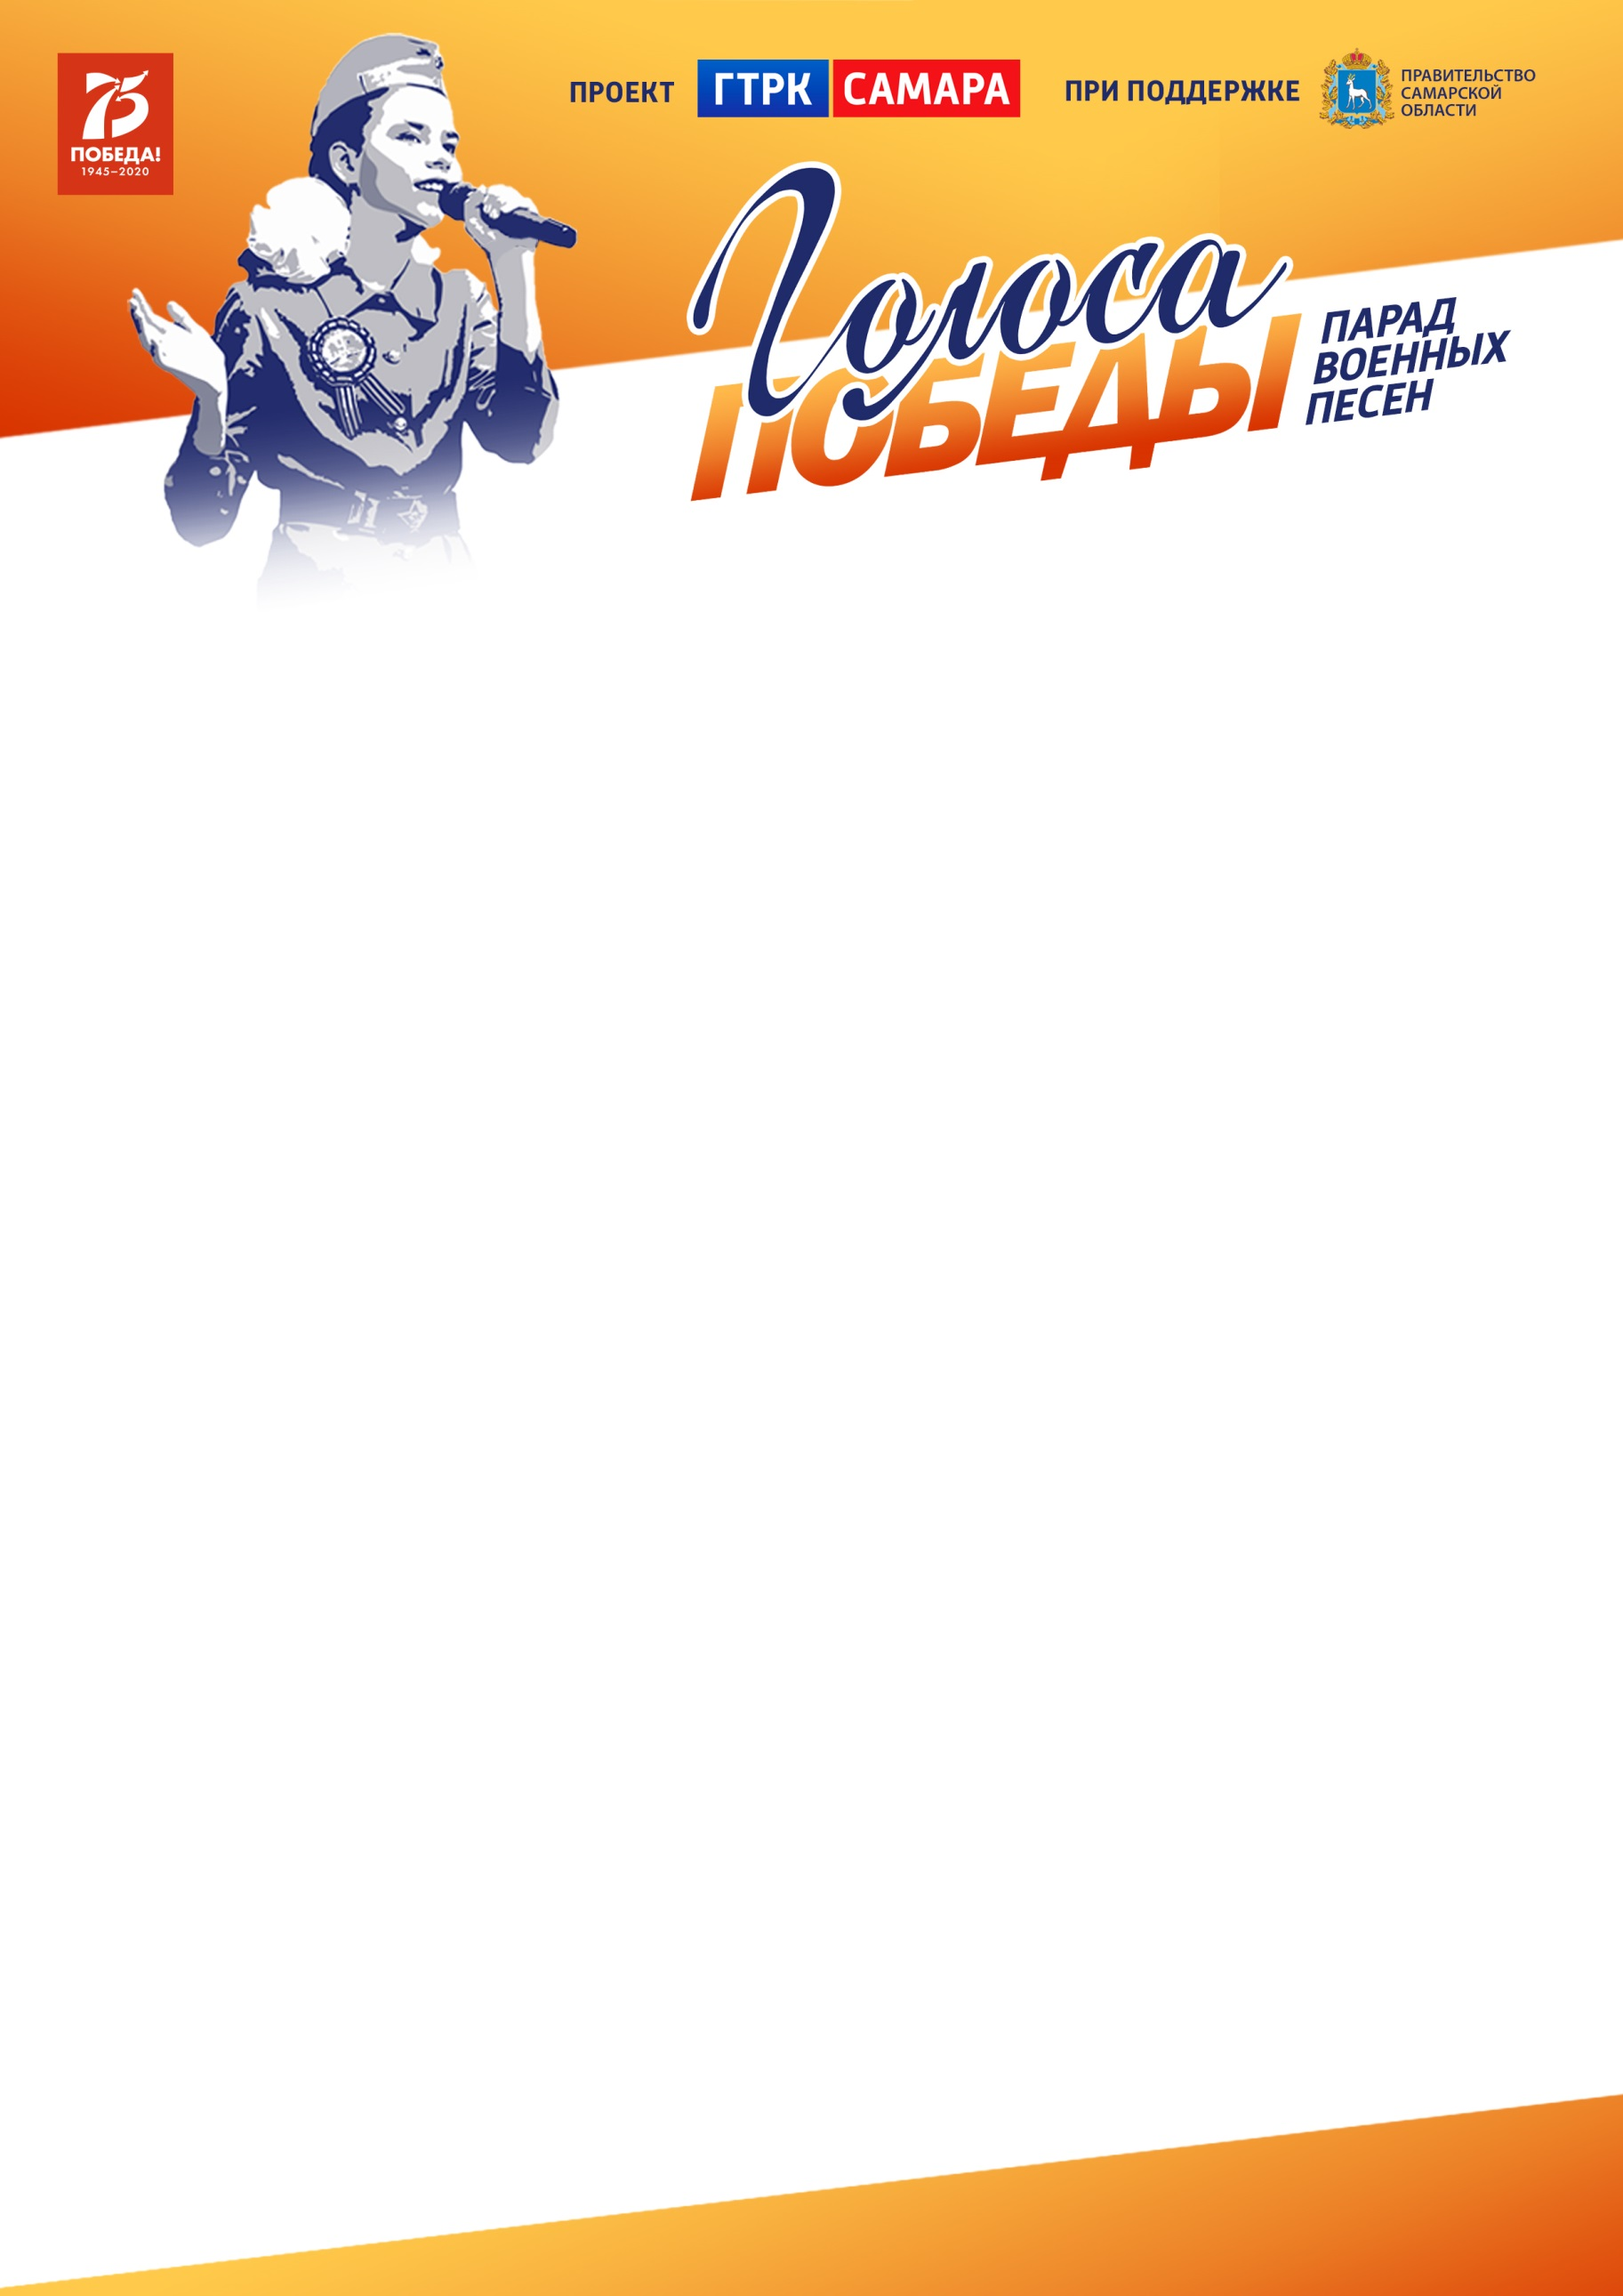 75
ПОБЕДА!
1945–2020
ПРОЕКТ ГТРК САМАРА ПРИ ПОДДЕРЖКЕ
ПРАВИТЕЛЬСТВО
САМАРСКОЙ
ОБЛАСТИ
Голоса
ПОБЕДЫ
ПАРАД
ВОЕННЫХ
ПЕСЕН